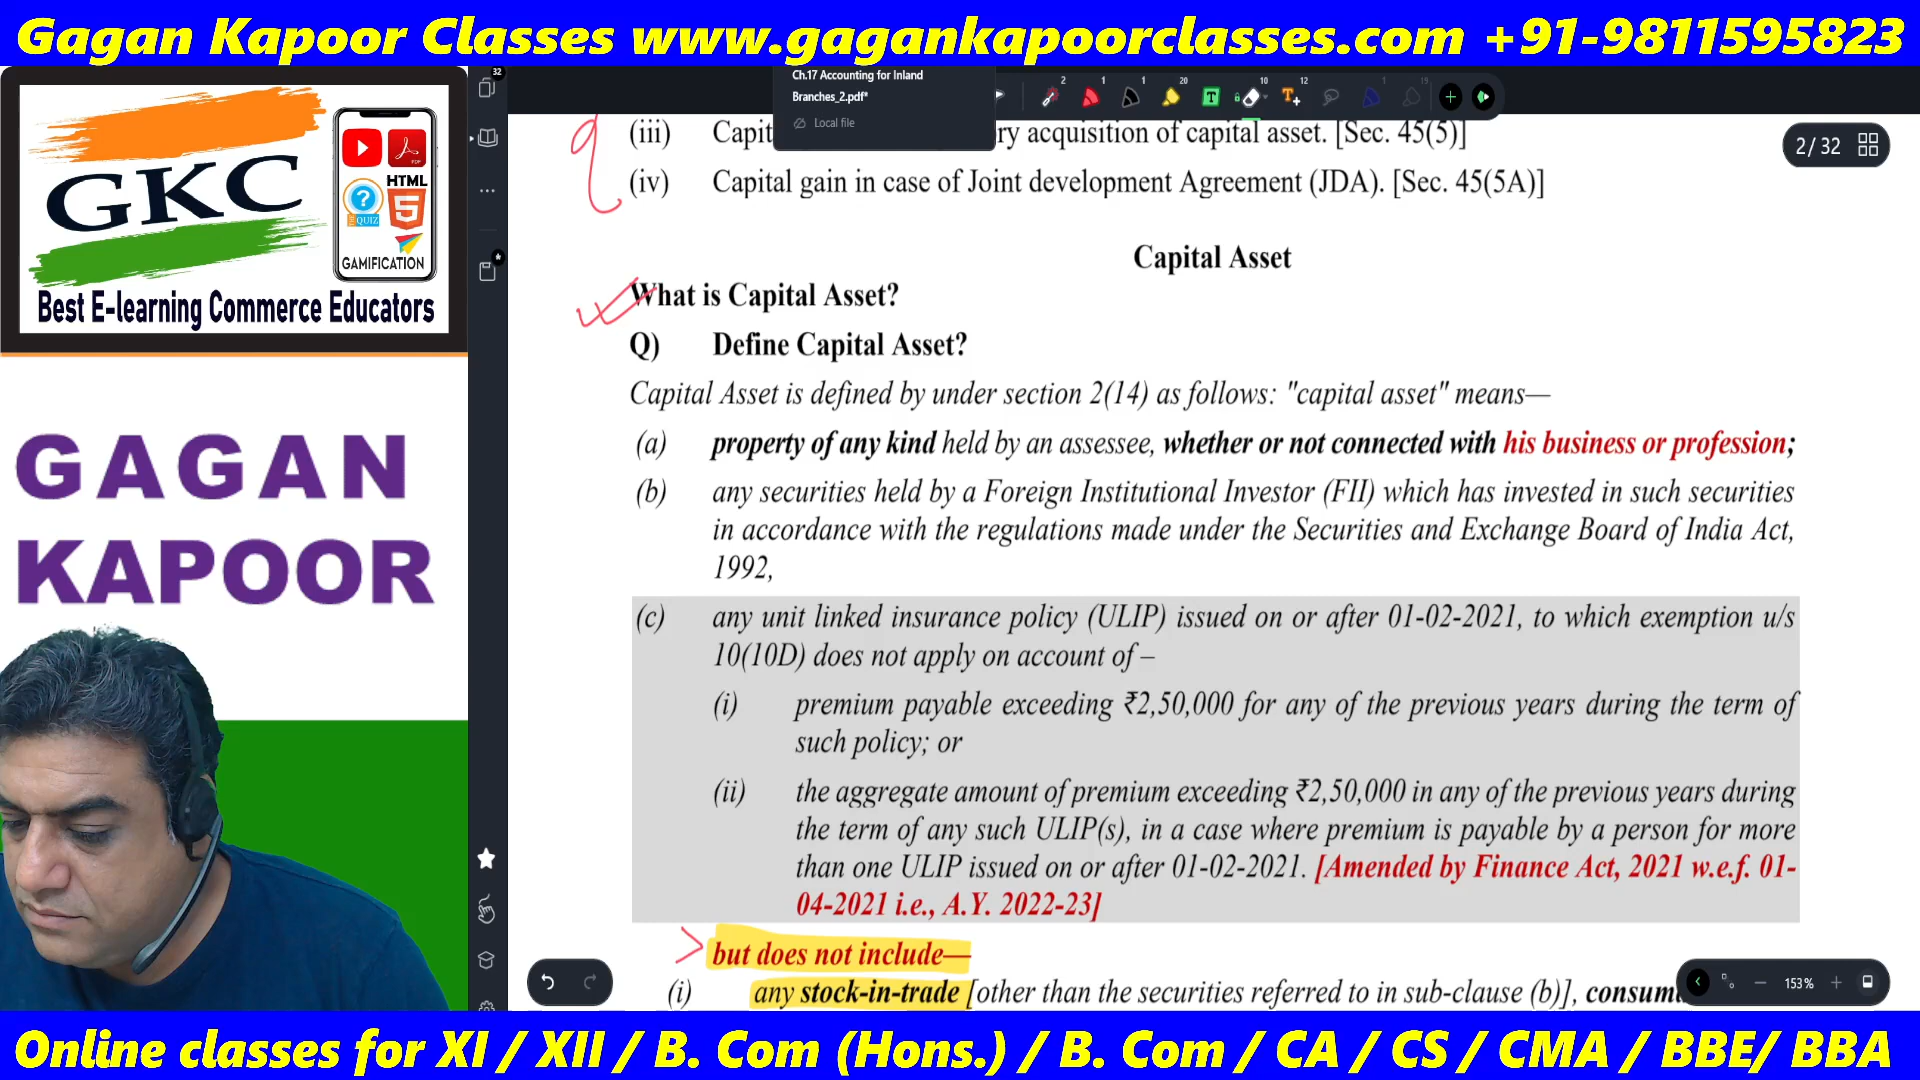 Gagan Kapoor Classes www.gagankapoorclasses.com +91-9811595823
GKC
QUIZ
HTML
5
GAMIFICATION
Best E-learning Commerce Educators
GAGAN
KAPOOR
32
Ch.17 Accounting for Inland
Branches_2.pdf*
Local file
2
1
1
20
10
12
1
19
2/ 32
(iii) Capit ry acquisition of capital asset. [Sec. 45(5)]
(iv) Capital gain in case of Joint development Agreement (JDA). [Sec. 45(5A)]
Capital Asset
What is Capital Asset?
Q) Define Capital Asset?
Capital Asset is defined by under section 2(14) as follows: "capital asset" means—
(a) property of any kind held by an assessee, whether or not connected with his business or profession;
(b) any securities held by a Foreign Institutional Investor (FII) which has invested in such securities
in accordance with the regulations made under the Securities and Exchange Board of India Act,
1992,
(c) any unit linked insurance policy (ULIP) issued on or after 01-02-2021, to which exemption u/s
10(10D) does not apply on account of –
(i) premium payable exceeding ₹2,50,000 for any of the previous years during the term of
such policy; or
(ii) the aggregate amount of premium exceeding ₹2,50,000 in any of the previous years during
the term of any such ULIP(s), in a case where premium is payable by a person for more
than one ULIP issued on or after 01-02-2021. [Amended by Finance Act, 2021 w.e.f. 01-
04-2021 i.e., A.Y. 2022-23]
but does not include—
(i) any stock-in-trade [other than the securities referred to in sub-clause (b)], consum
153%
Online classes for XI / XII / B. Com (Hons.) / B. Com / CA / CS / CMA / BBE/ BBA